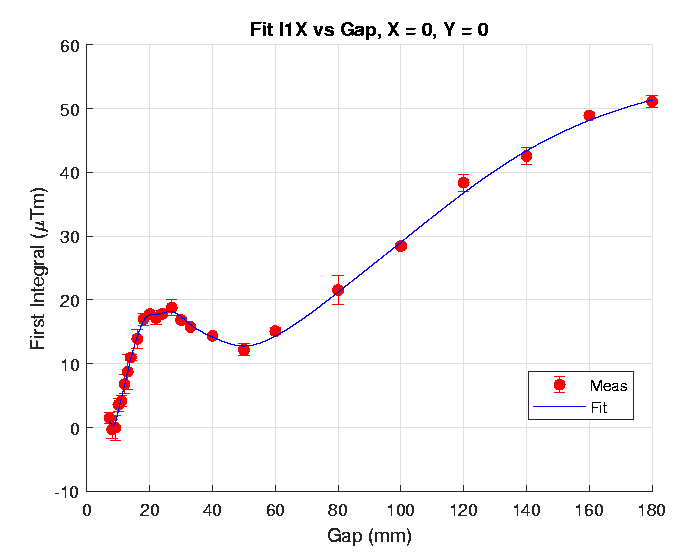 Fit I1X vs Gap, X = 0, Y = 0
60
50
40
30
20
10
0
-10
First Integral (μTm)
Meas
Fit
0 20 40 60 80 100 120 140 160 180
Gap (mm)